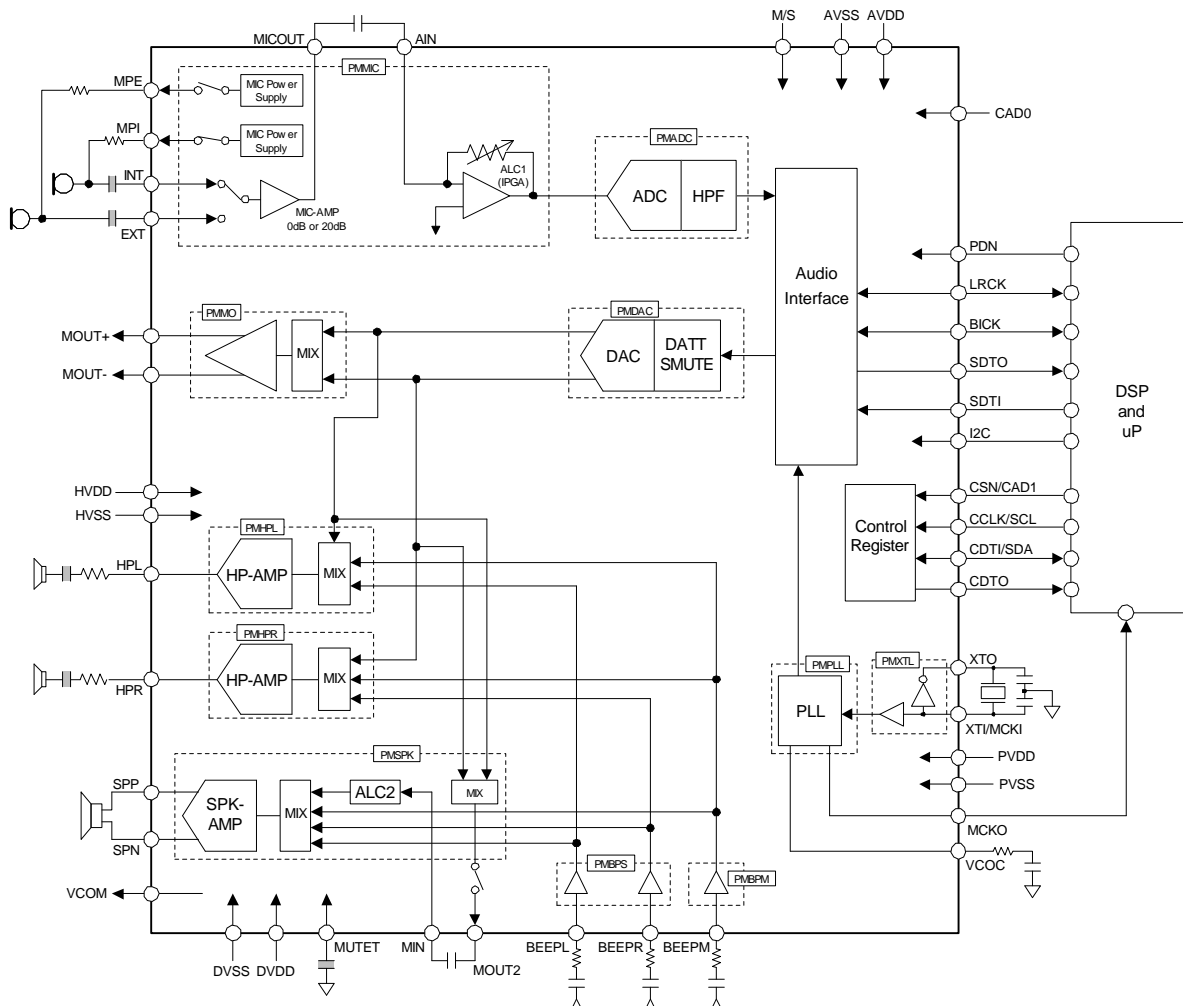 MICOUT
AIN
M/S
AVSS
AVDD
PMMIC
MPE
MIC Power
Supply
MPI
MIC Power
Supply
CAD0
PMADC
INT
ALC1
(IPGA)
ADC
HPF
MIC-AMP
0dB or 20dB
EXT
Audio
Interface
PDN
LRCK
BICK
SDTO
SDTI
I2C
DSP
and
uP
PMMO
MOUT+
MOUT-
MIX
PMDAC
DAC
DATT
SMUTE
HVDD
HVSS
CSN/CAD1
CCLK/SCL
CDTI/SDA
CDTO
Control
Register
PMHPL
HPL
HP-AMP
MIX
PMHPR
HPR
HP-AMP
MIX
PMPLL
PMXTL
XTO
PLL
XTI/MCKI
PVDD
PVSS
MCKO
VCOC
PMSPK
SPP
SPN
SPK-
AMP
MIX
ALC2
MIX
PMBPS
PMBPM
VCOM
DVSS
DVDD
MUTET
MIN
MOUT2
BEEPL
BEEPR
BEEPM